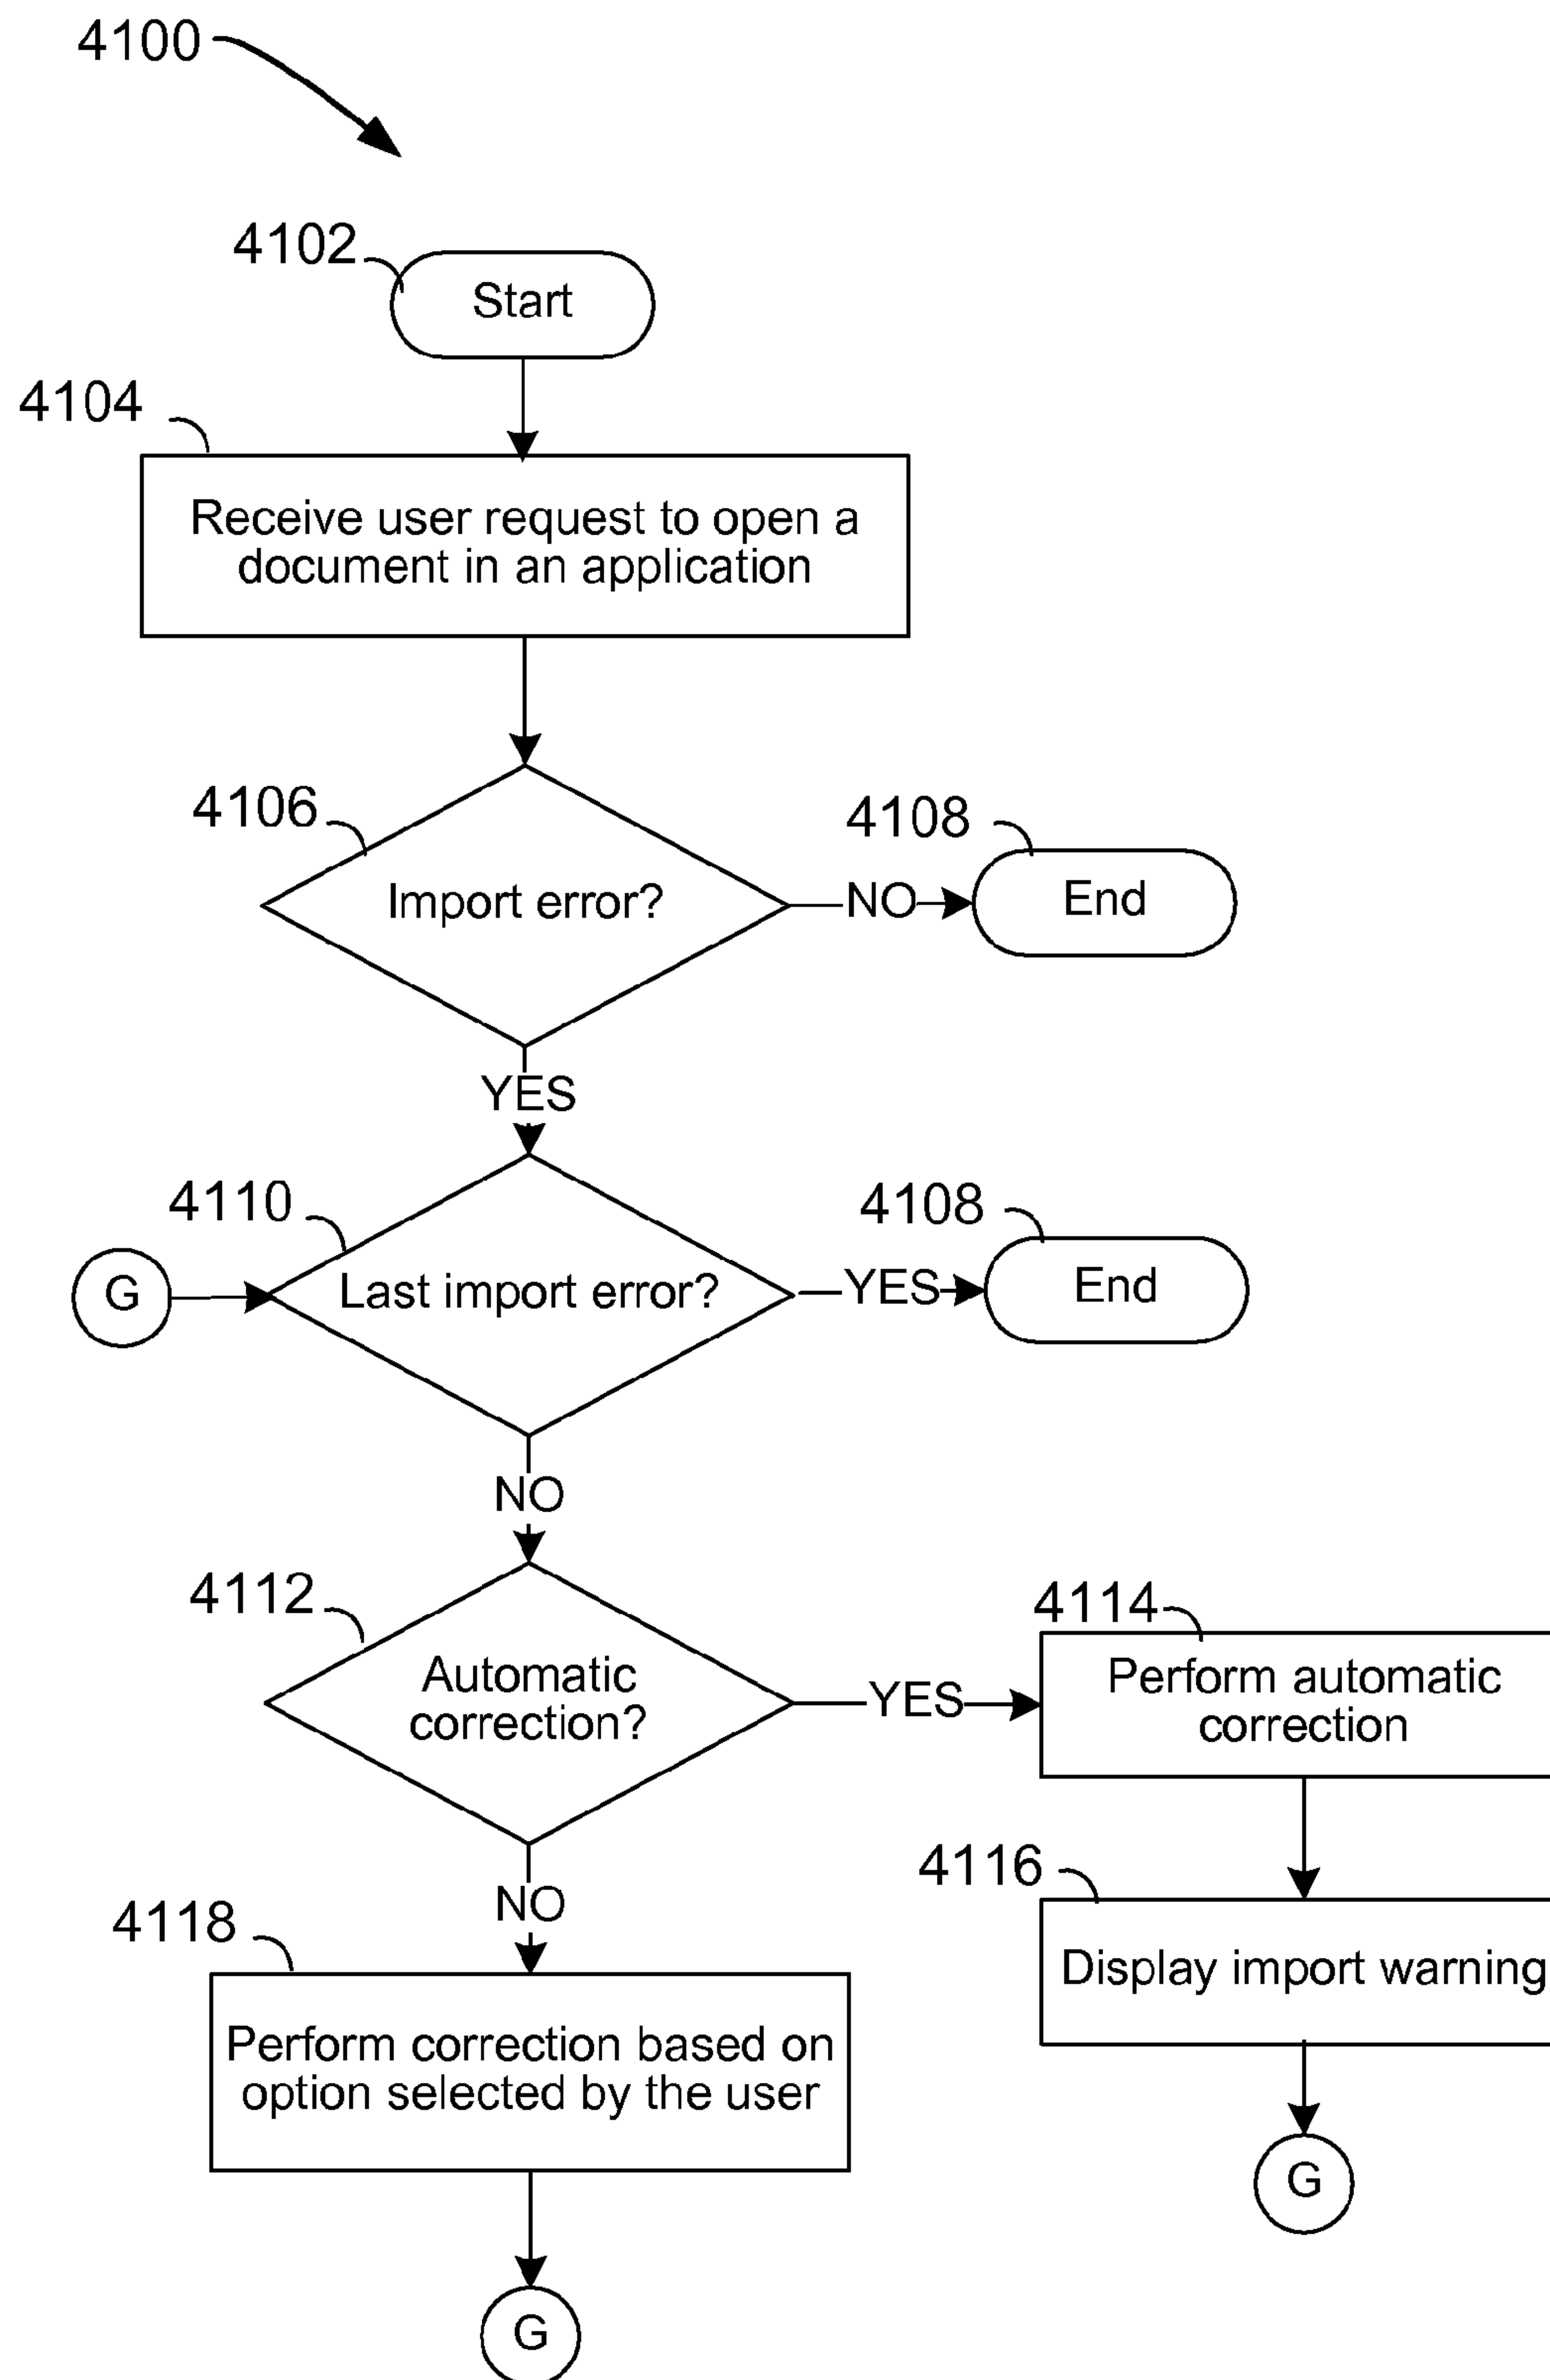 4100
4102
Start
4104
Receive user request to open a
document in an application
4106
Import error?
NO
4108
End
YES
4110
G
Last import error?
YES
4108
End
NO
4112
Automatic
correction?
YES
4114
Perform automatic
correction
4116
Display import warning
G
NO
4118
Perform correction based on
option selected by the user
G